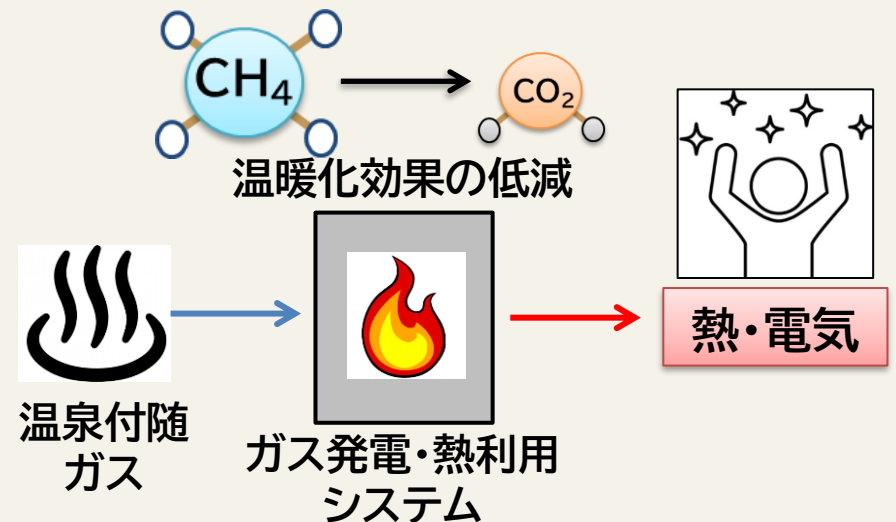 CH₄
CO₂
温暖化効果の低減
温泉付随
ガス
ガス発電・熱利用
システム
熱・電気